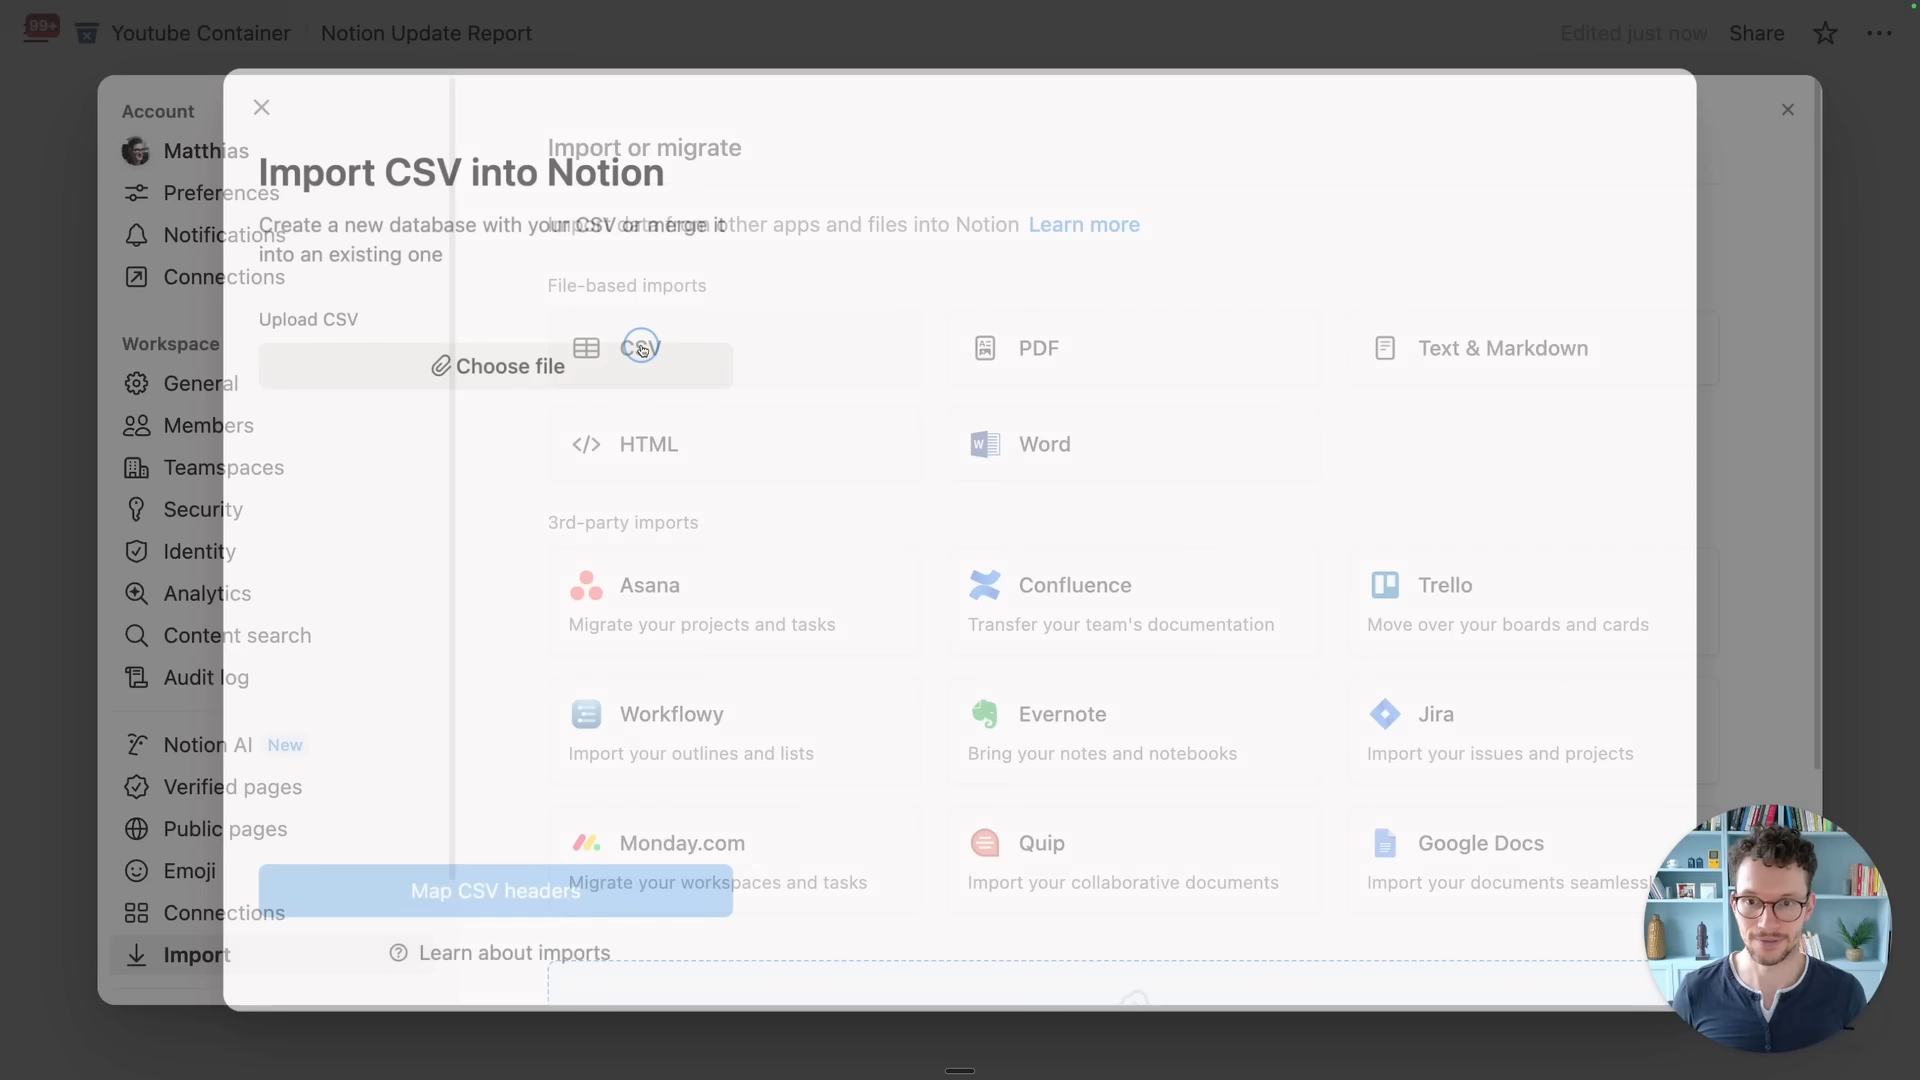 99+
Youtube Container
Notion Update Report
Edited just now
Share
Account
Matthias
Preferences
Notifications
Connections
Workspace
General
Members
Teamspaces
Security
Identity
Analytics
Content search
Audit log
Notion AI New
Verified pages
Public pages
Emoji
Connections
Import
Import CSV into Notion
Create a new database with your CSV or merge it
into an existing one
Upload CSV
Choose file
Map CSV headers
Learn about imports
Import or migrate
Import data from other apps and files into Notion Learn more
File-based imports
CSV
PDF
Text & Markdown
HTML
Word
3rd-party imports
Asana
Migrate your projects and tasks
Confluence
Transfer your team's documentation
Trello
Move over your boards and cards
Workflowy
Import your outlines and lists
Evernote
Bring your notes and notebooks
Jira
Import your issues and projects
Monday.com
Migrate your workspaces and tasks
Quip
Import your collaborative documents
Google Docs
Import your documents seamlessl